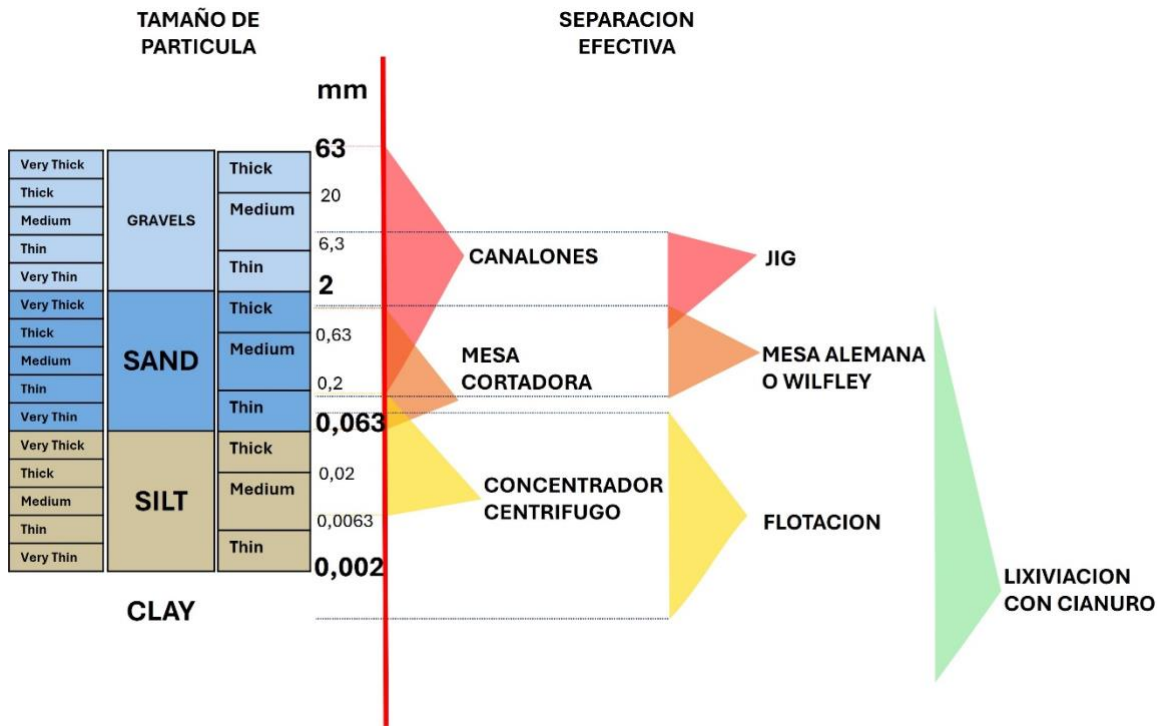 TAMAÑO DE
PARTICULA
SEPARACION
EFECTIVA
mm
Very Thick
Thick
Medium
Thin
Very Thin
GRAVELS
Thick
Medium
Thin
63
20
6,3
2
Very Thick
Thick
Medium
Thin
Very Thin
SAND
Thick
Medium
Thin
0,63
0,2
0,063
Very Thick
Thick
Medium
Thin
Very Thin
SILT
Thick
Medium
Thin
0,02
0,0063
0,002
CLAY
CANALONES
JIG
MESA
CORTADORA
MESA ALEMANA
O WILFLEY
CONCENTRADOR
CENTRIFUGO
FLOTACION
LIXIVIACION
CON CIANURO